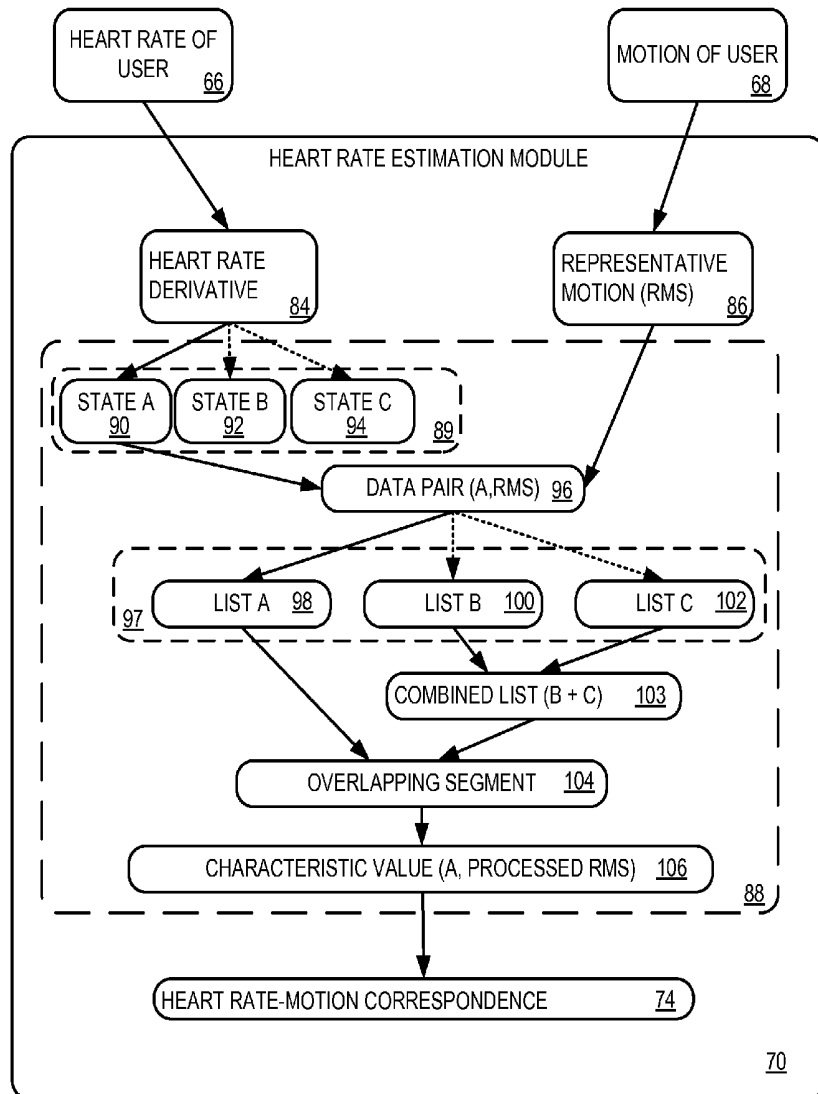 HEART RATE OF
USER
66
MOTION OF USER
68
HEART RATE ESTIMATION MODULE
HEART RATE
DERIVATIVE
84
REPRESENTATIVE
MOTION (RMS)
86
STATE A
90
STATE B
92
STATE C
94
89
DATA PAIR (A,RMS) 96
97
LIST A 98
LIST B 100
LIST C 102
COMBINED LIST (B + C) 103
OVERLAPPING SEGMENT 104
CHARACTERISTIC VALUE (A, PROCESSED RMS) 106
88
HEART RATE-MOTION CORRESPONDENCE 74
70